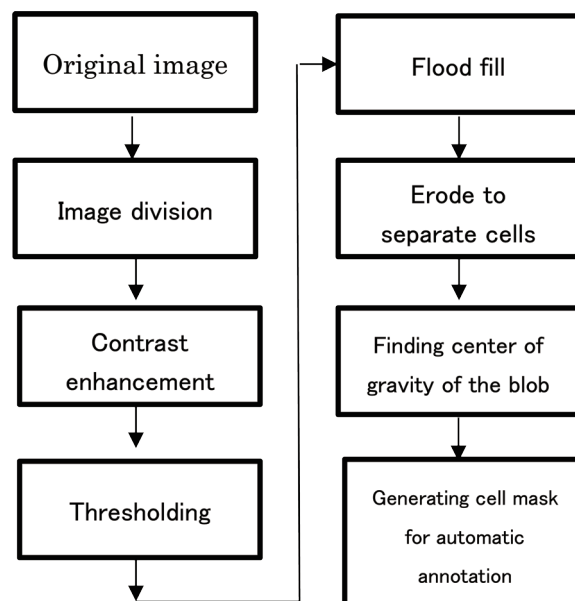 Original image
Image division
Contrast
enhancement
Thresholding
Flood fill
Erode to
separate cells
Finding center of
gravity of the blob
Generating cell mask
for automatic
annotation